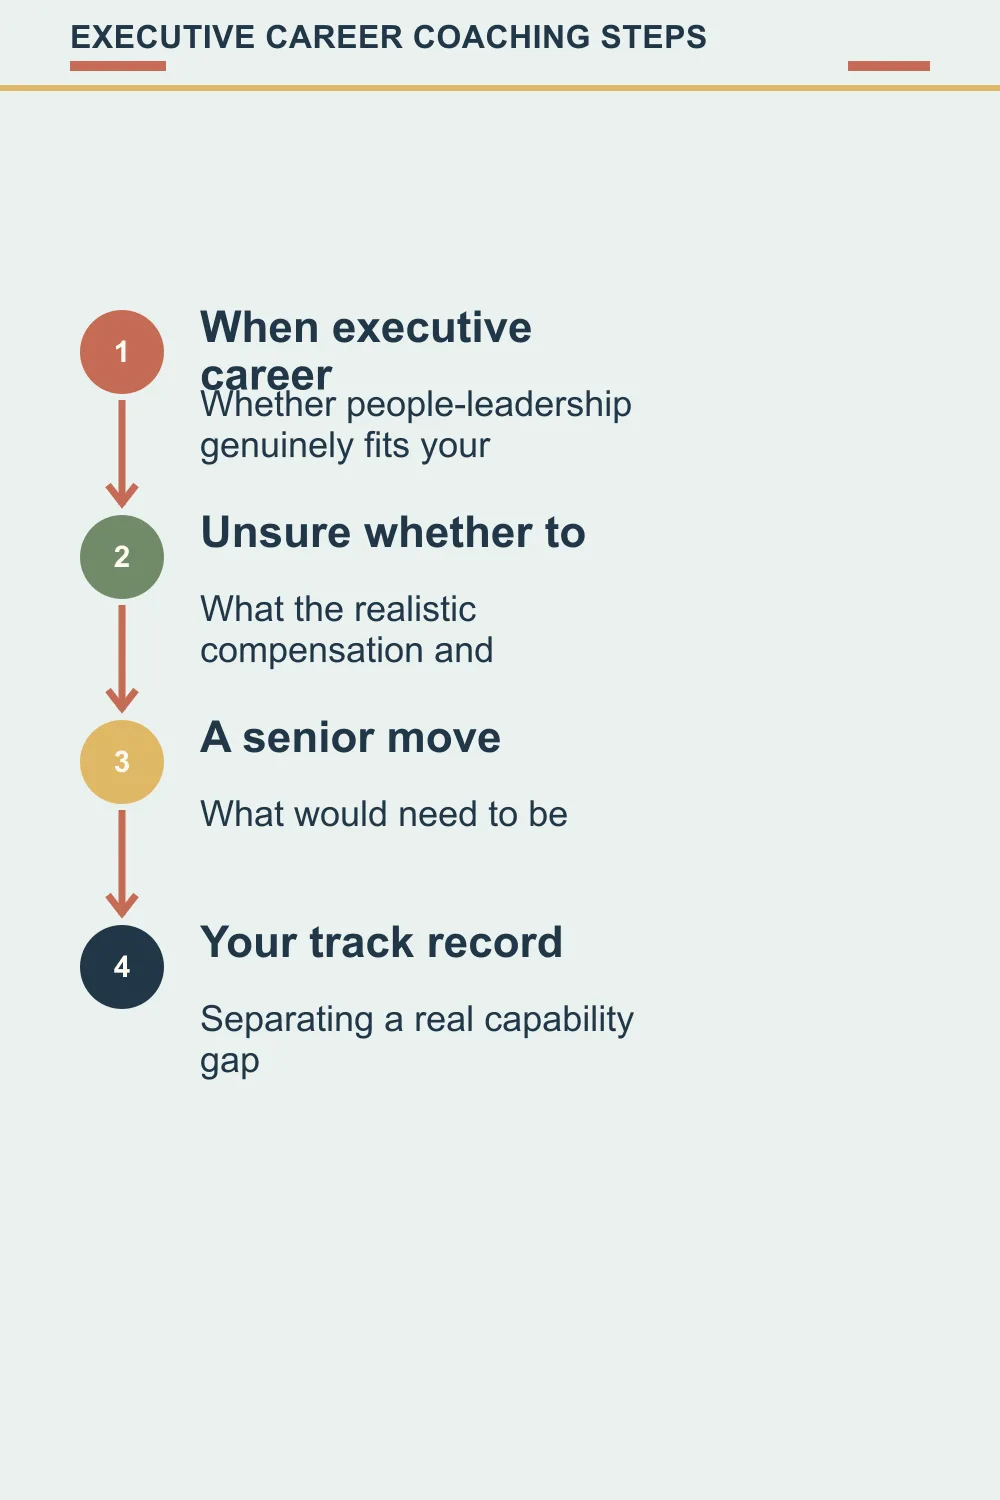 EXECUTIVE CAREER COACHING STEPS
1
When executive
career
Whether people-leadership
genuinely fits your
2
Unsure whether to
What the realistic
compensation and
3
A senior move
What would need to be
4
Your track record
Separating a real capability
gap